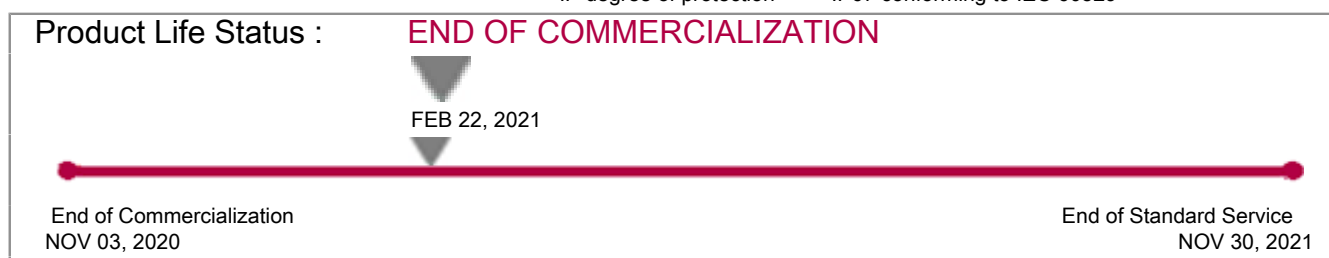 Product Life Status : END OF COMMERCIALIZATION
FEB 22, 2021
End of Commercialization End of Standard Service
NOV 03, 2020 NOV 30, 2021